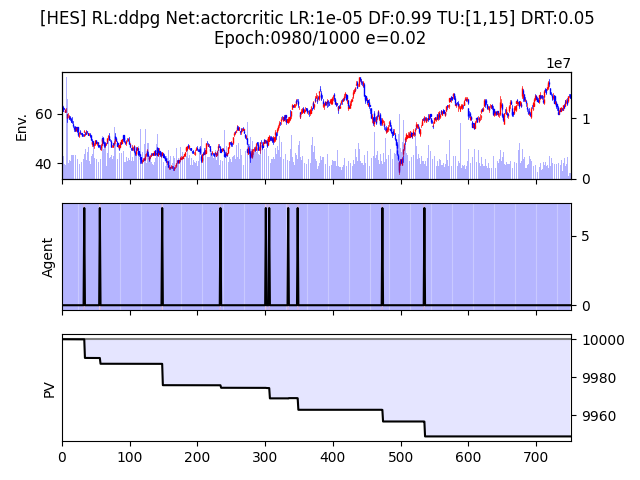 [HES] RL:ddpg Net:actorcritic LR:1e-05 DF:0.99 TU:[1,15] DRT:0.05
Epoch:0980/1000 e=0.02
1e7
Env.
60
40
1
0
Agent
5
0
PV
10000
9980
9960
0 100 200 300 400 500 600 700